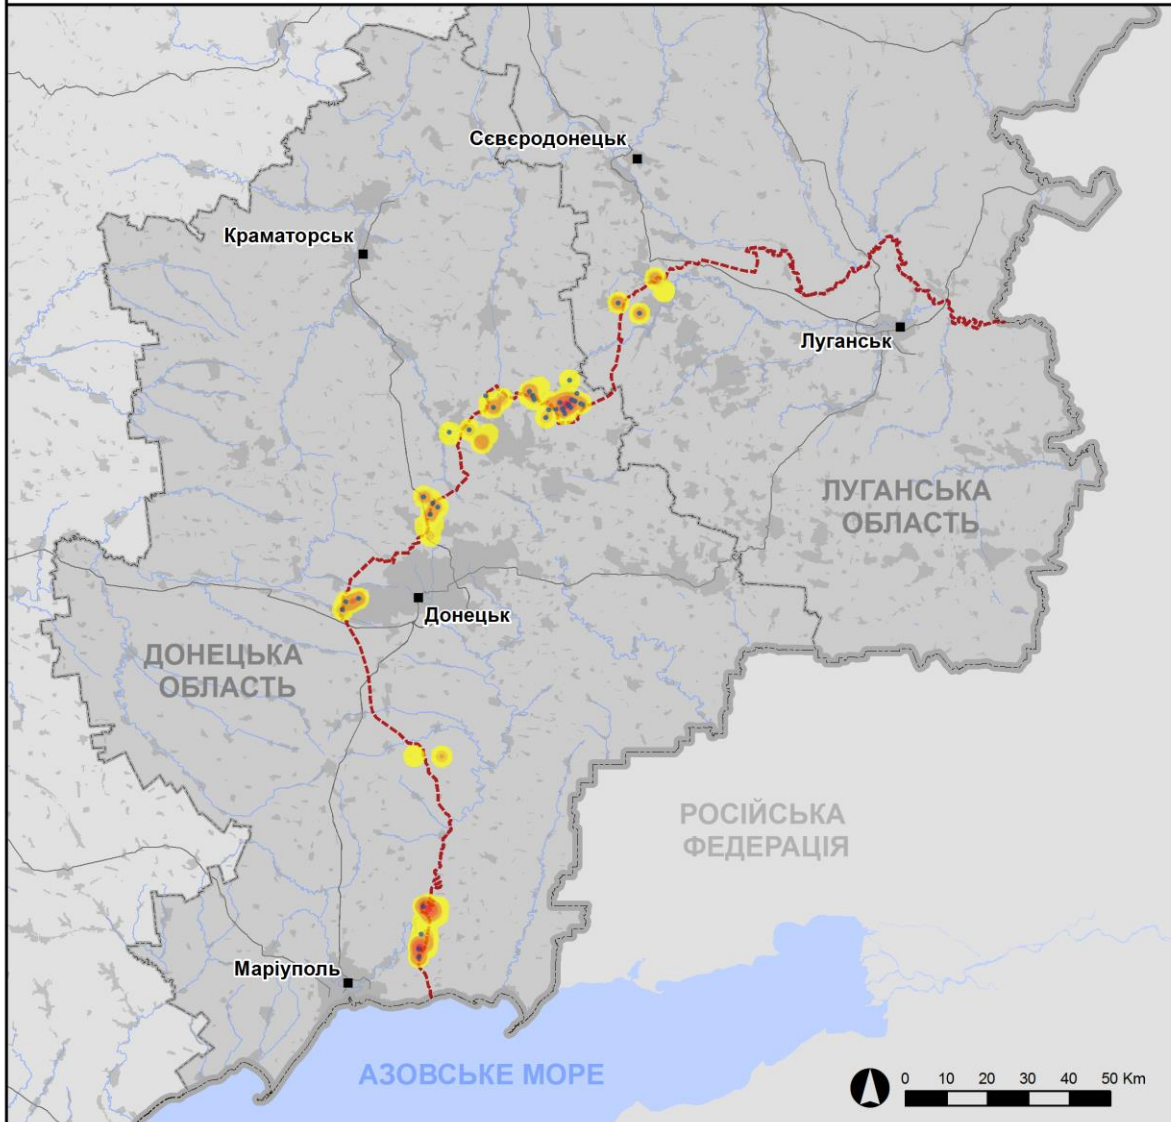 Сєвєродонецьк
Краматорськ
Луганськ
ЛУГАНСЬКА
ОБЛАСТЬ
Донецьк
ДОНЕЦЬКА
ОБЛАСТЬ
РОСІЙСЬКА
ФЕДЕРАЦІЯ
Маріуполь
АЗОВСЬКЕ МОРЕ
0 10 20 30 40 50 Km